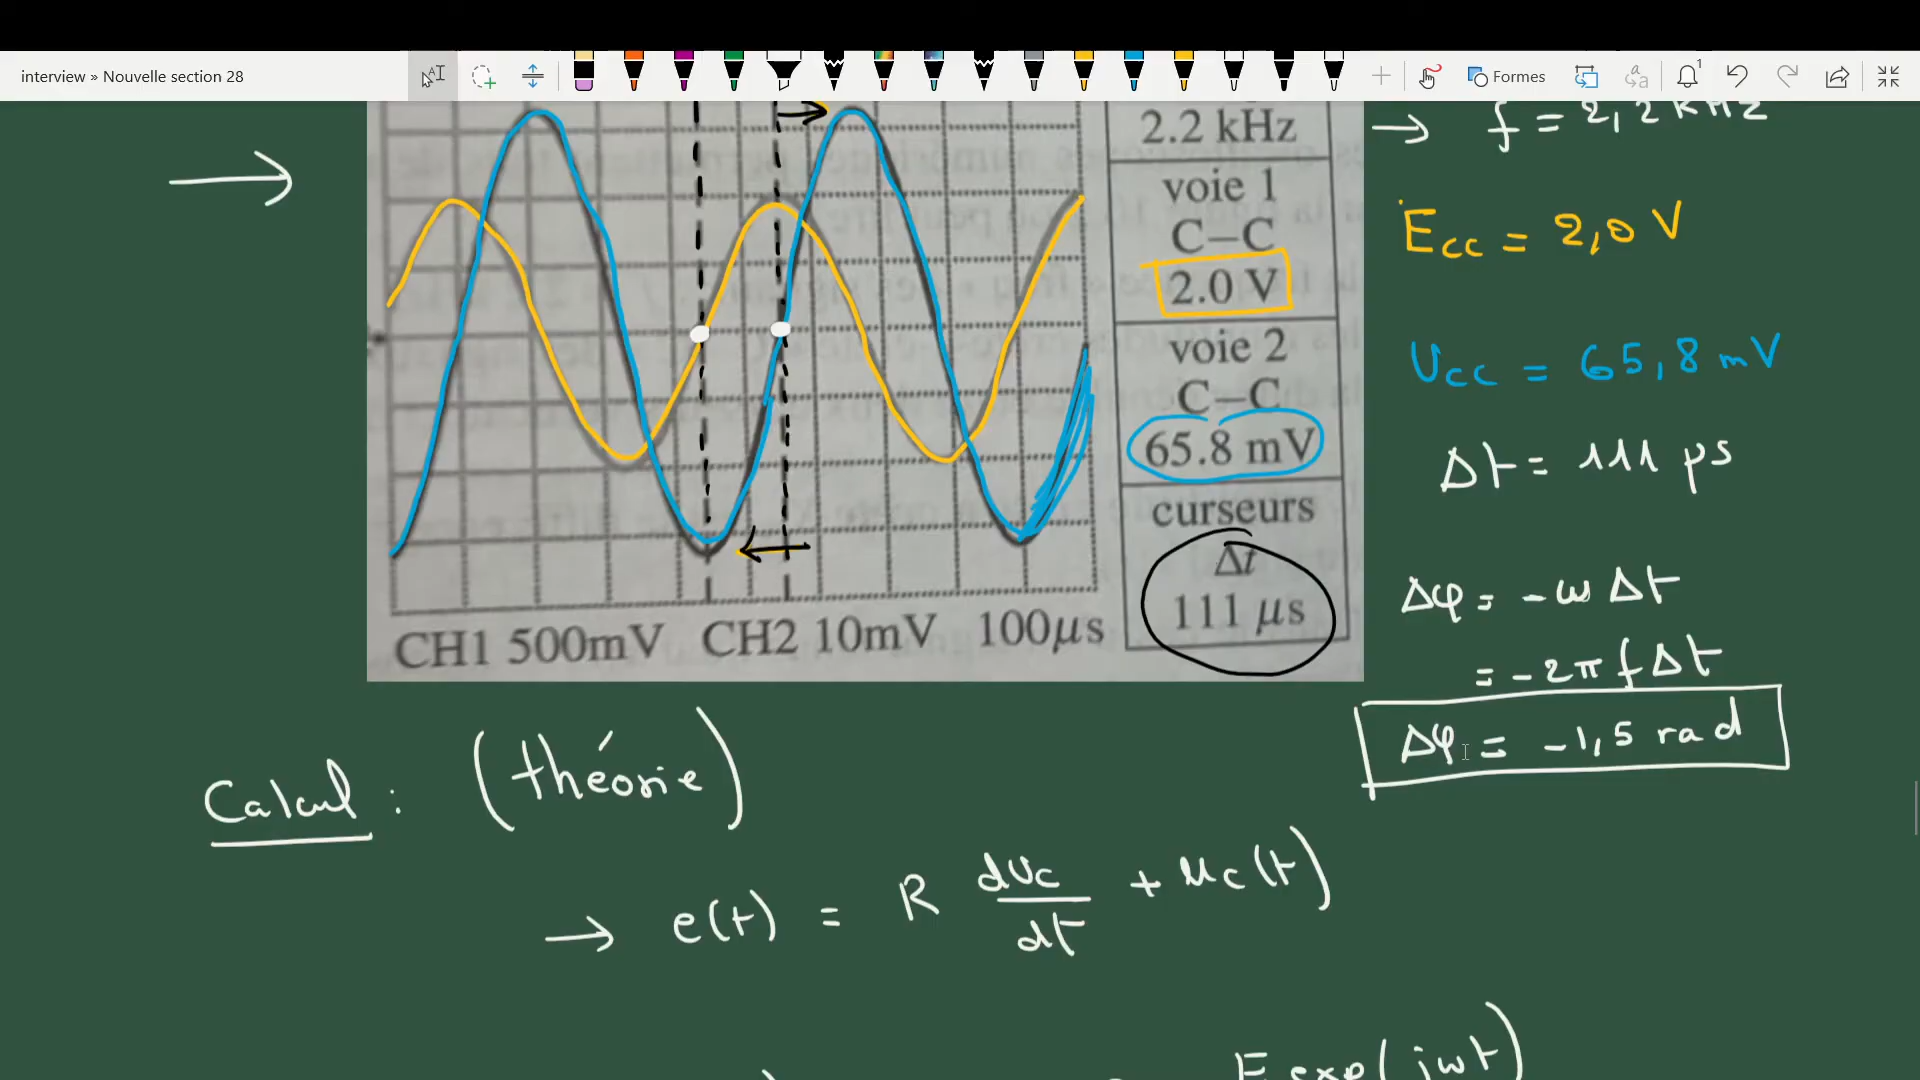 interview » Nouvelle section 28
Formes
1
2.2 kHz
voie 1
C–C
2.0 V
voie 2
C–C
65.8 mV
curseurs
Δt
111 μs
CH1 500mV CH2 10mV 100μs
→ f = 2,2 kHz
Ecc = 2,0 V
Ucc = 65,8 mV
Δt = 111 μs
Δφ = -ω Δt
= -2π f Δt
Δφ = -1,5 rad
Calcul : (théorie)
→ e(t) = R duc/dt + uc(t)
E exp(jωt)